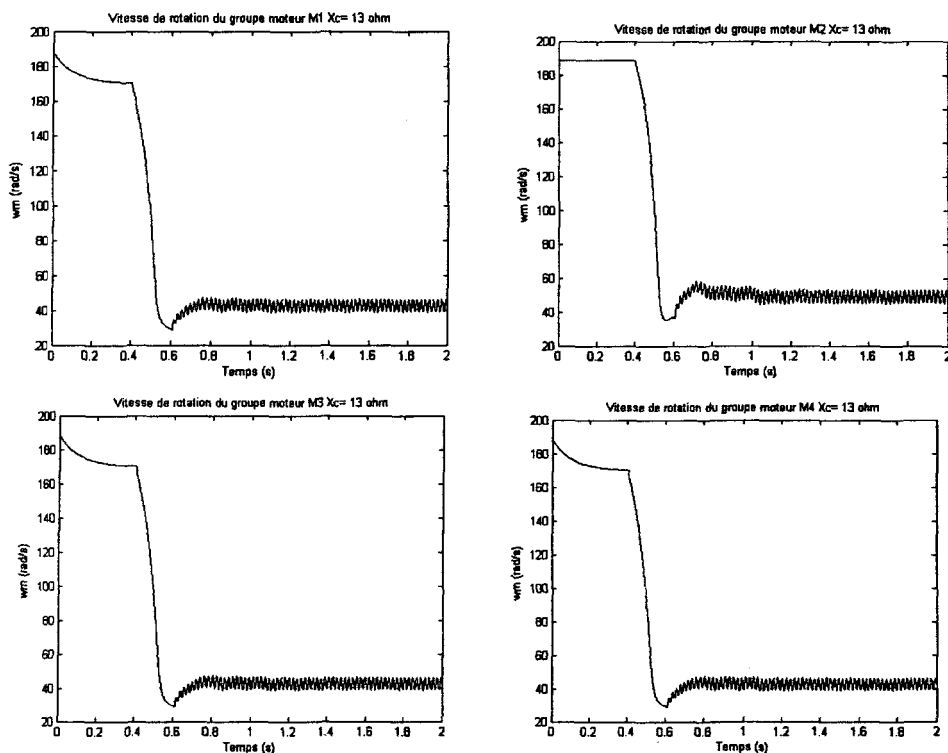 Vitesse de rotation du groupe moteur M1 Xc= 13 ohm
200
180
160
140
120
100
80
60
40
20
wm (rad/s)
0 0.2 0.4 0.6 0.8 1 1.2 1.4 1.6 1.8 2
Temps (s)
Vitesse de rotation du groupe moteur M2 Xc= 13 ohm
200
180
160
140
120
100
80
60
40
20
wm (rad/s)
0 0.2 0.4 0.6 0.8 1 1.2 1.4 1.6 1.8 2
Temps (s)
Vitesse de rotation du groupe moteur M3 Xc= 13 ohm
200
180
160
140
120
100
80
60
40
20
wm (rad/s)
0 0.2 0.4 0.6 0.8 1 1.2 1.4 1.6 1.8 2
Temps (s)
Vitesse de rotation du groupe moteur M4 Xc= 13 ohm
200
180
160
140
120
100
80
60
40
20
wm (rad/s)
0 0.2 0.4 0.6 0.8 1 1.2 1.4 1.6 1.8 2
Temps (s)